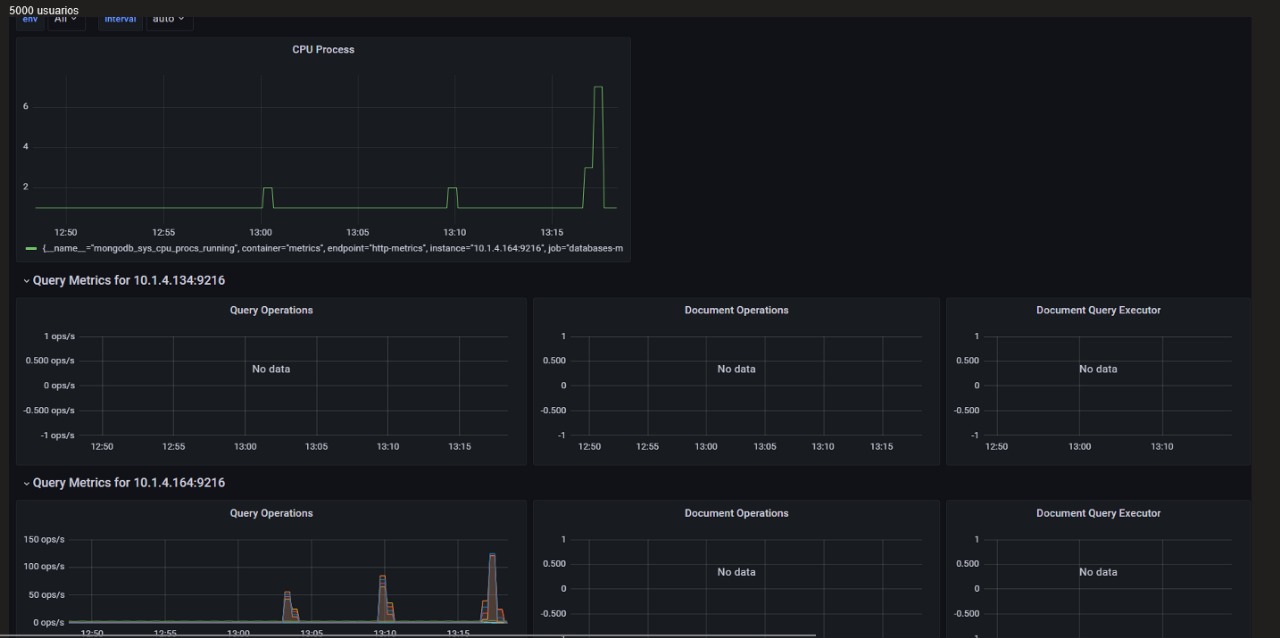 5000 usuarios
env All interval auto
CPU Process
6
4
2
12:50 12:55 13:00 13:05 13:10 13:15
{__name__="mongodb_sys_cpu_procs_running", container="metrics", endpoint="http-metrics", instance="10.1.4.164:9216", job="databases-m
Query Metrics for 10.1.4.134:9216
Query Operations
1 ops/s
0.500 ops/s
0 ops/s
-0.500 ops/s
-1 ops/s
No data
12:50 12:55 13:00 13:05 13:10 13:15
Document Operations
1
0.500
0
-0.500
-1
No data
12:50 12:55 13:00 13:05 13:10 13:15
Document Query Executor
1
0.500
0
-0.500
-1
No data
12:50 13:00 13:10
Query Metrics for 10.1.4.164:9216
Query Operations
150 ops/s
100 ops/s
50 ops/s
0 ops/s
12:50 12:55 13:00 13:05 13:10 13:15
Document Operations
1
0.500
0
-0.500
-1
No data
Document Query Executor
1
0.500
0
-0.500
-1
No data